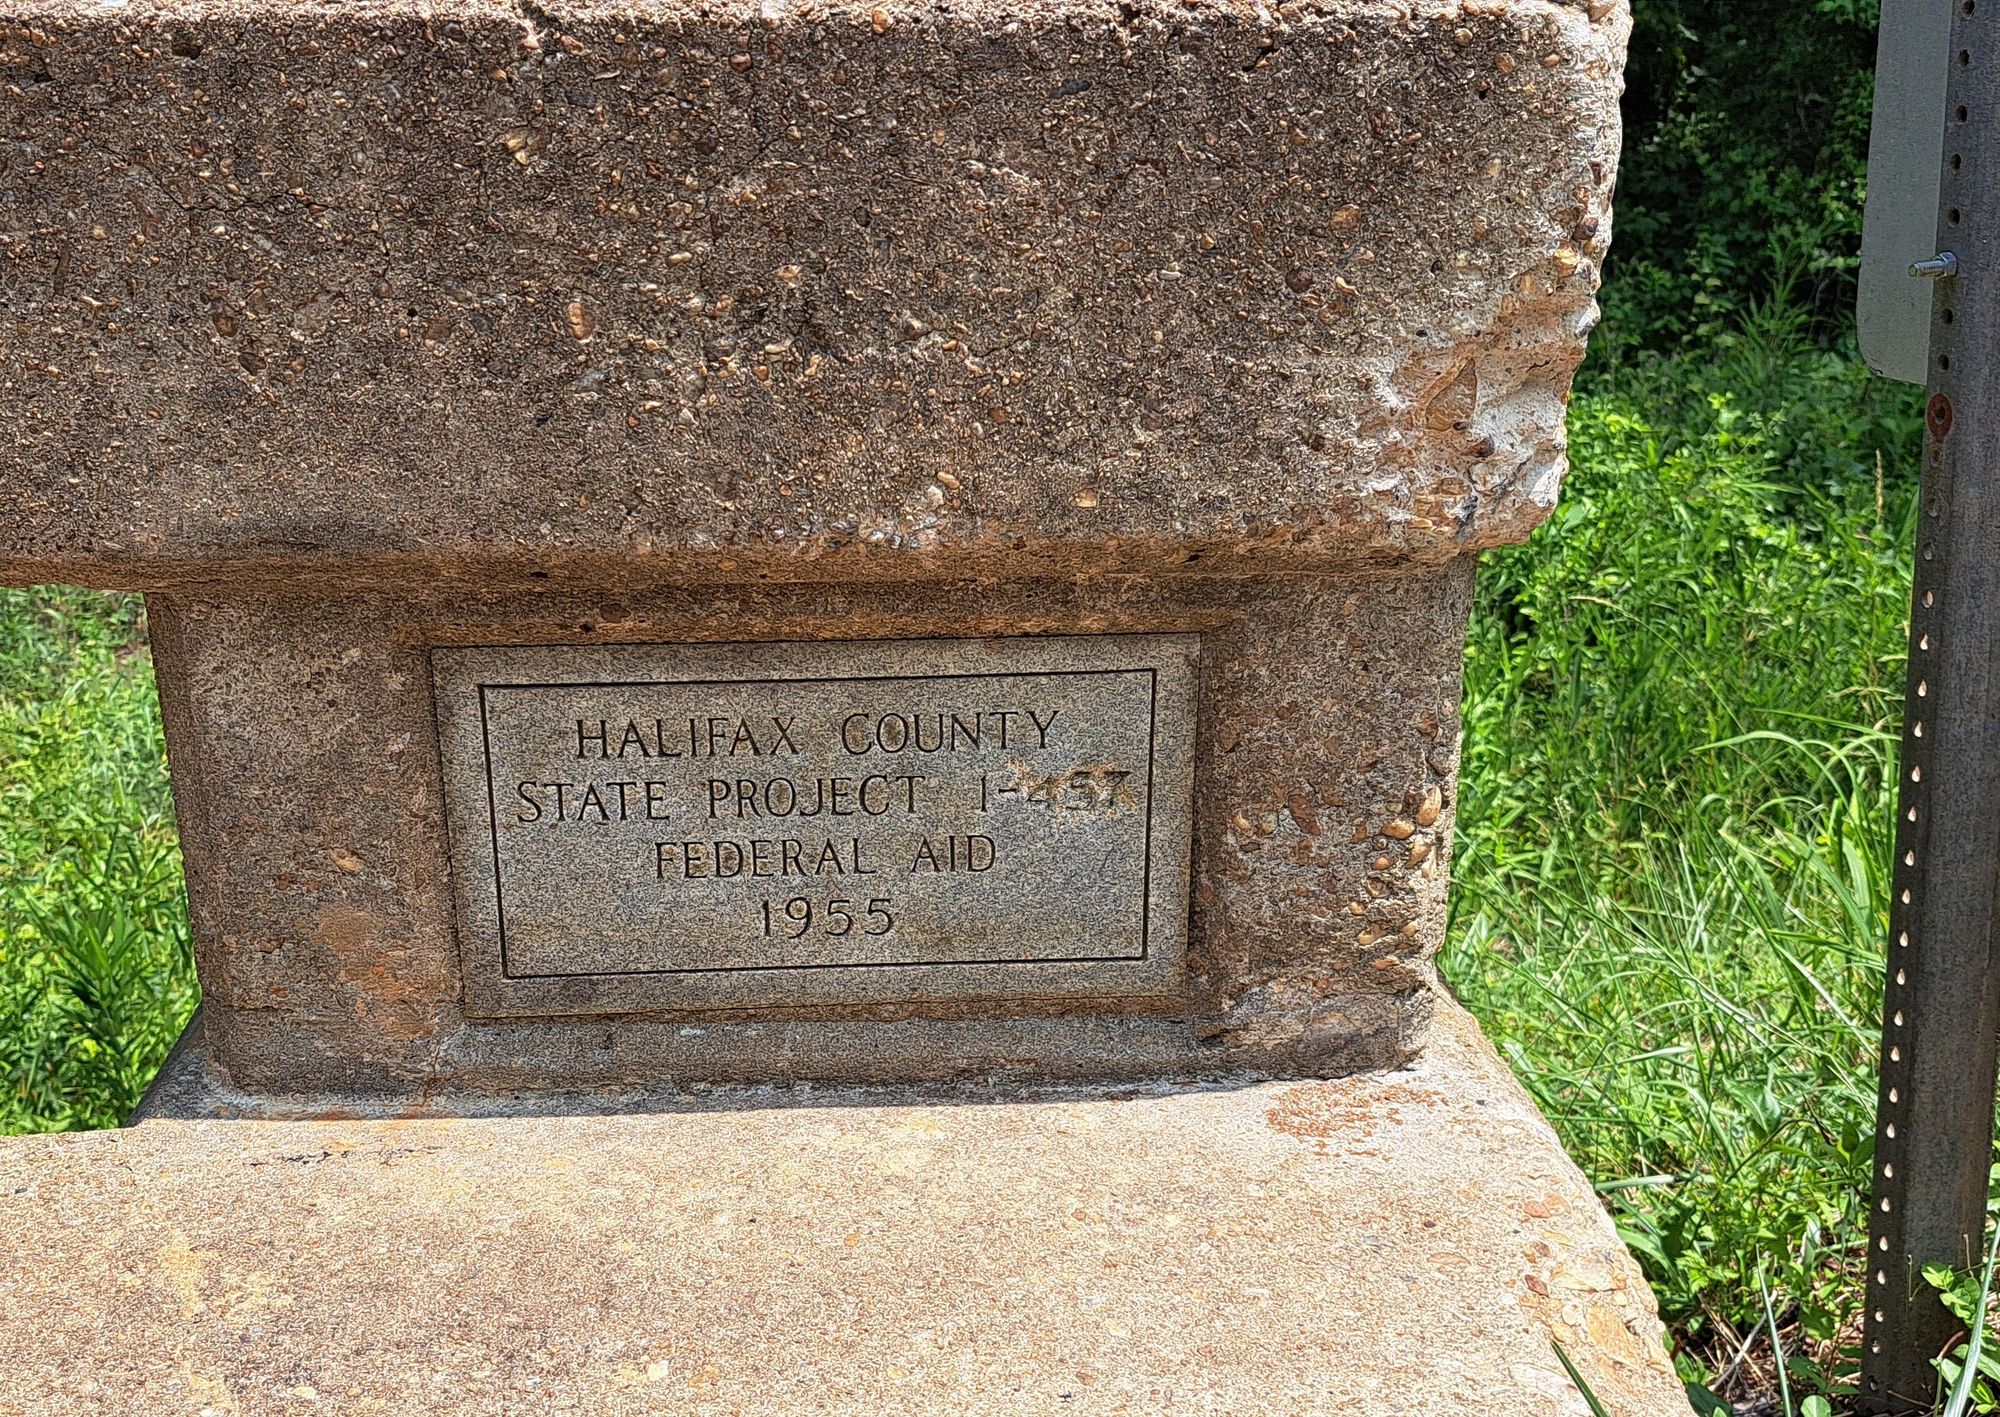 HALIFAX COUNTY
STATE PROJECT 1-457
FEDERAL AID
1955